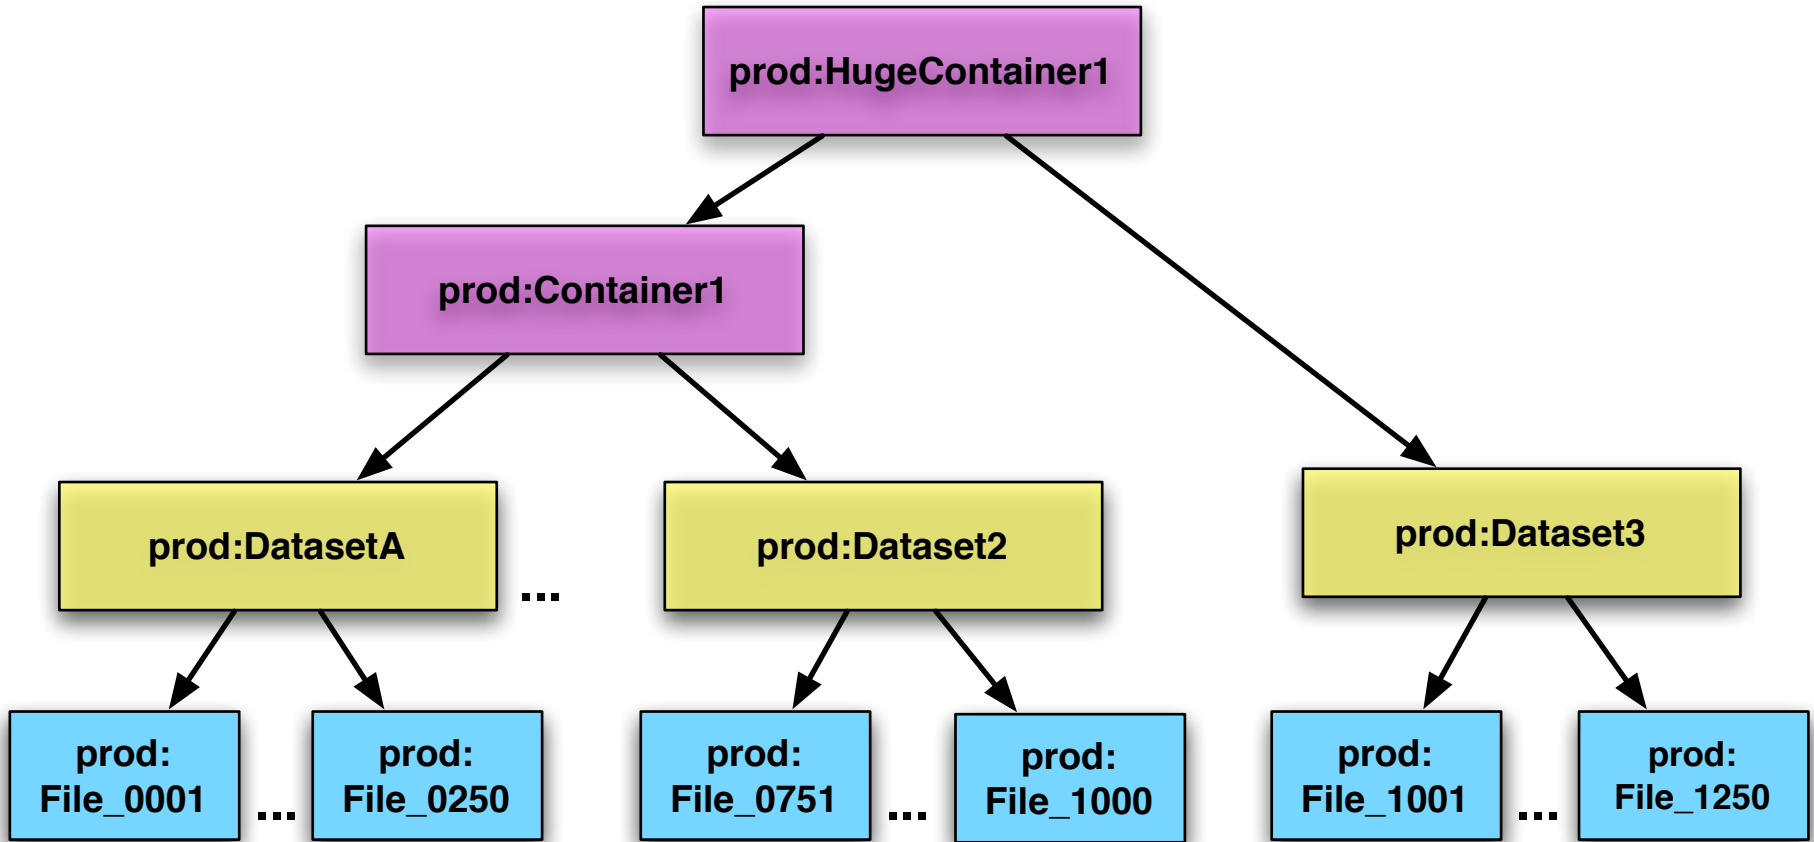 prod:HugeContainer1
prod:Container1
prod:DatasetA
...
prod:Dataset2
prod:Dataset3
prod:
File_0001
...
prod:
File_0250
prod:
File_0751
...
prod:
File_1000
prod:
File_1001
...
prod:
File_1250